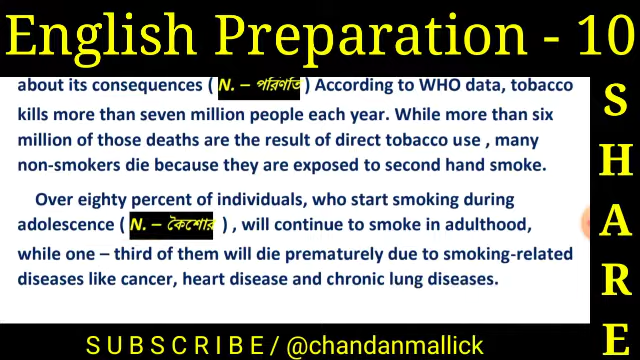 English Preparation - 10
about its consequences ( N. – পরিণতি ) According to WHO data, tobacco
kills more than seven million people each year. While more than six
million of those deaths are the result of direct tobacco use , many
non-smokers die because they are exposed to second hand smoke.
Over eighty percent of individuals, who start smoking during
adolescence ( N. – কৈশোর ) , will continue to smoke in adulthood,
while one – third of them will die prematurely due to smoking-related
diseases like cancer, heart disease and chronic lung diseases.
S
H
A
R
E
SUBSCRIBE/ @chandanmallick